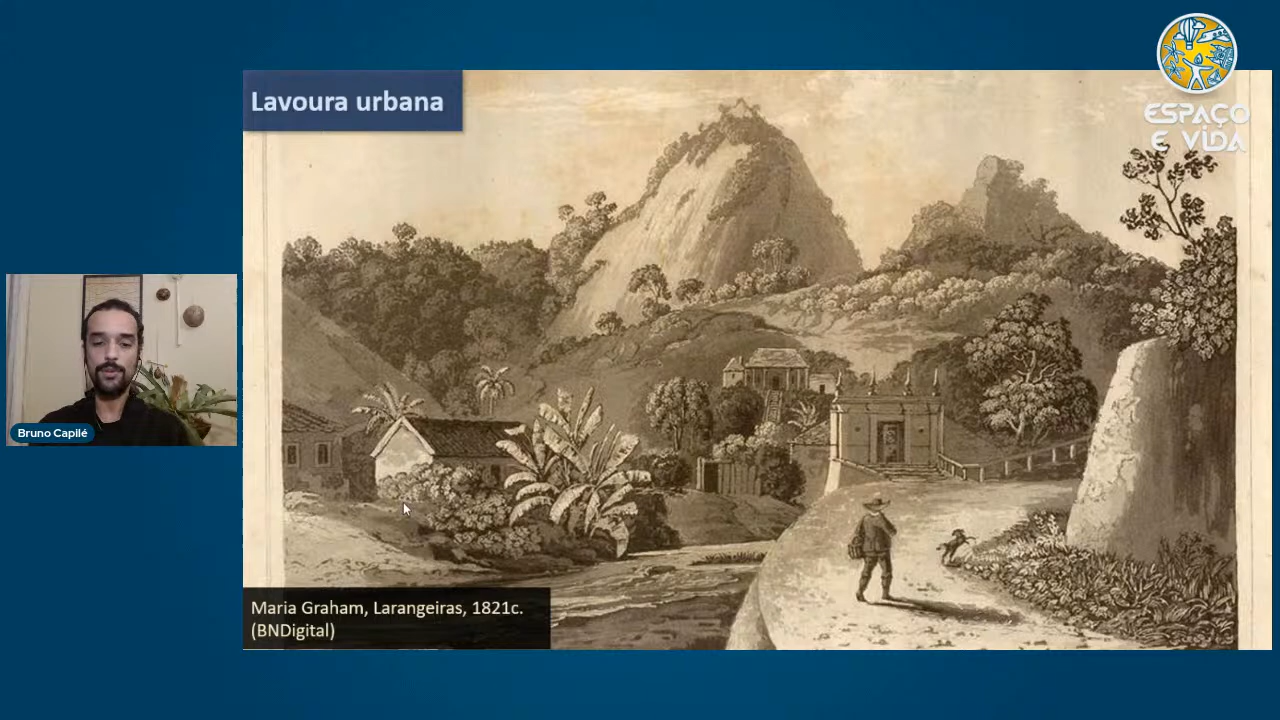 Lavoura urbana
ESPAÇO
E VIDA
Bruno Capilé
Maria Graham, Larangeiras, 1821c.
(BNDigital)